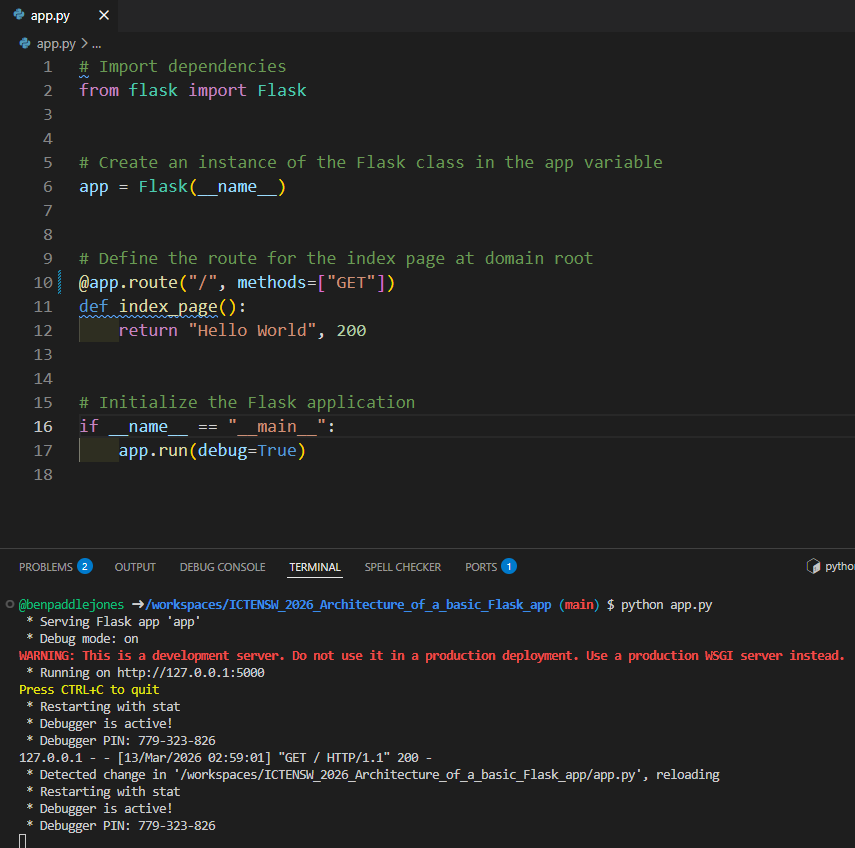 app.py
app.py > ...
1 # Import dependencies
2 from flask import Flask
3
4
5 # Create an instance of the Flask class in the app variable
6 app = Flask(__name__)
7
8
9 # Define the route for the index page at domain root
10 @app.route("/", methods=["GET"])
11 def index_page():
12     return "Hello World", 200
13
14
15 # Initialize the Flask application
16 if __name__ == "__main__":
17     app.run(debug=True)
18
PROBLEMS 2 OUTPUT DEBUG CONSOLE TERMINAL SPELL CHECKER PORTS 1 pytho
@benpaddlejones ➜/workspaces/ICTENSW_2026_Architecture_of_a_basic_Flask_app (main) $ python app.py
 * Serving Flask app 'app'
 * Debug mode: on
WARNING: This is a development server. Do not use it in a production deployment. Use a production WSGI server instead.
 * Running on http://127.0.0.1:5000
Press CTRL+C to quit
 * Restarting with stat
 * Debugger is active!
 * Debugger PIN: 779-323-826
127.0.0.1 - - [13/Mar/2026 02:59:01] "GET / HTTP/1.1" 200 -
 * Detected change in '/workspaces/ICTENSW_2026_Architecture_of_a_basic_Flask_app/app.py', reloading
 * Restarting with stat
 * Debugger is active!
 * Debugger PIN: 779-323-826